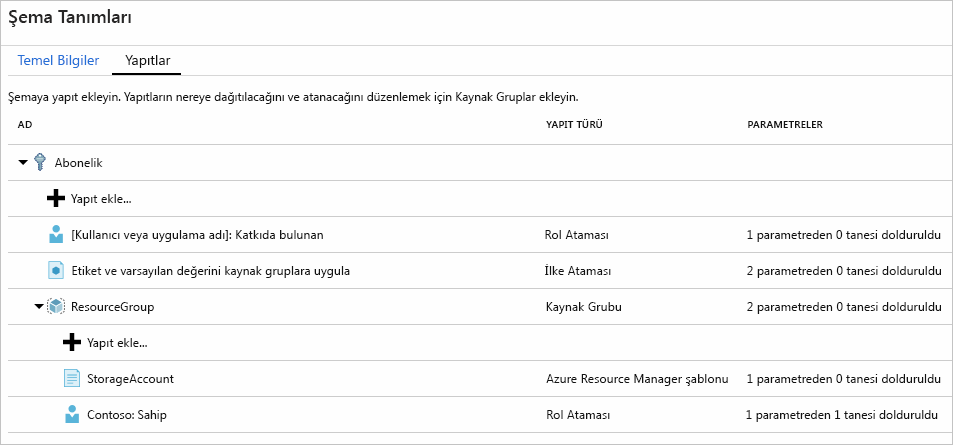 Şema Tanımları
Temel Bilgiler Yapıtlar
Şemaya yapıt ekleyin. Yapıtların nereye dağıtılacağını ve atanacağını düzenlemek için Kaynak Gruplar ekleyin.
AD YAPIT TÜRÜ PARAMETRELER
Abonelik
Yapıt ekle...
[Kullanıcı veya uygulama adı]: Katkıda bulunan Rol Ataması 1 parametreden 0 tanesi dolduruldu
Etiket ve varsayılan değerini kaynak gruplara uygula İlke Ataması 2 parametreden 0 tanesi dolduruldu
ResourceGroup Kaynak Grubu 2 parametreden 0 tanesi dolduruldu
Yapıt ekle...
StorageAccount Azure Resource Manager şablonu 1 parametreden 0 tanesi dolduruldu
Contoso: Sahip Rol Ataması 1 parametreden 1 tanesi dolduruldu